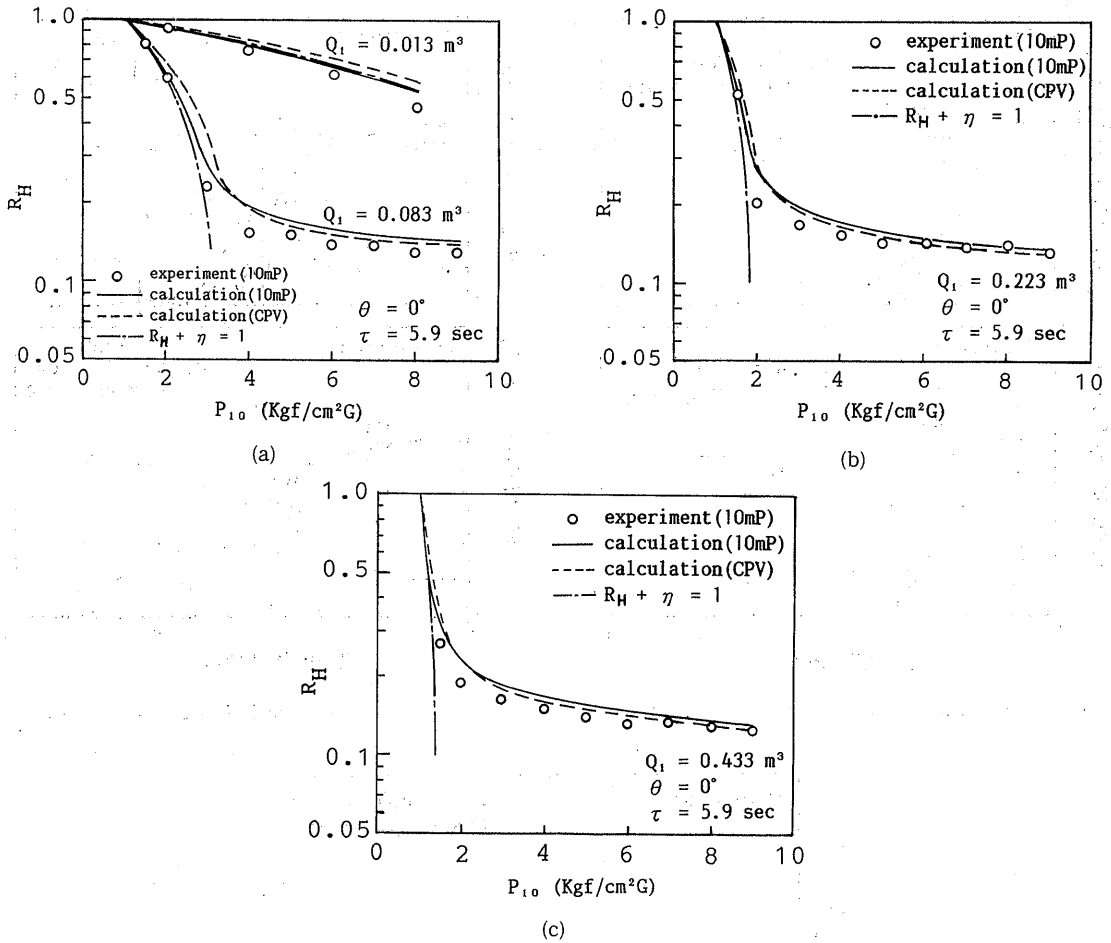 1.0
0.5
0.1
0.05
R_H
Q₁ = 0.013 m³
Q₁ = 0.083 m³
experiment(10mP)
calculation(10mP)
calculation(CPV)
R_H + η = 1
θ = 0°
τ = 5.9 sec
0 2 4 6 8 10
P₁₀ (Kgf/cm²G)
(a)
1.0
0.5
0.1
0.05
R_H
experiment(10mP)
calculation(10mP)
calculation(CPV)
R_H + η = 1
Q₁ = 0.223 m³
θ = 0°
τ = 5.9 sec
0 2 4 6 8 10
P₁₀ (Kgf/cm²G)
(b)
1.0
0.5
0.1
0.05
R_H
experiment(10mP)
calculation(10mP)
calculation(CPV)
R_H + η = 1
Q₁ = 0.433 m³
θ = 0°
τ = 5.9 sec
0 2 4 6 8 10
P₁₀ (Kgf/cm²G)
(c)